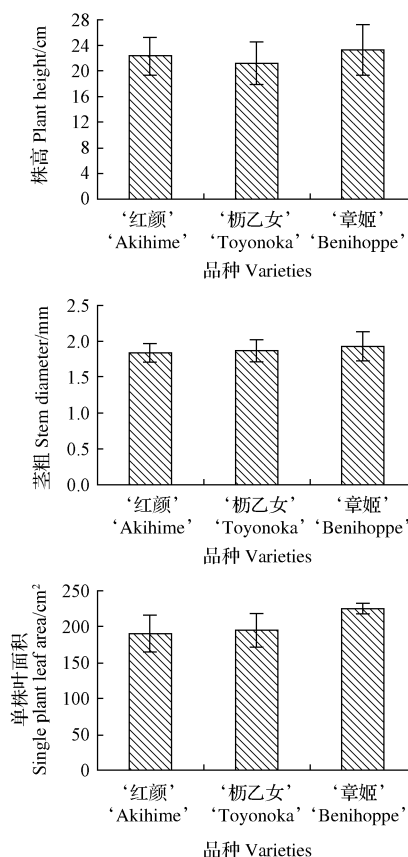 28
24
20
16
12
8
4
0
株高 Plant height/cm
‘红颜’ ‘枥乙女’ ‘章姬’
‘Akihime’ ‘Toyonoka’ ‘Benihoppe’
品种 Varieties
2.5
2.0
1.5
1.0
0.5
0.0
茎粗 Stem diameter/mm
‘红颜’ ‘枥乙女’ ‘章姬’
‘Akihime’ ‘Toyonoka’ ‘Benihoppe’
品种 Varieties
250
200
150
100
50
0
单株叶面积
Single plant leaf area/cm²
‘红颜’ ‘枥乙女’ ‘章姬’
‘Akihime’ ‘Toyonoka’ ‘Benihoppe’
品种 Varieties